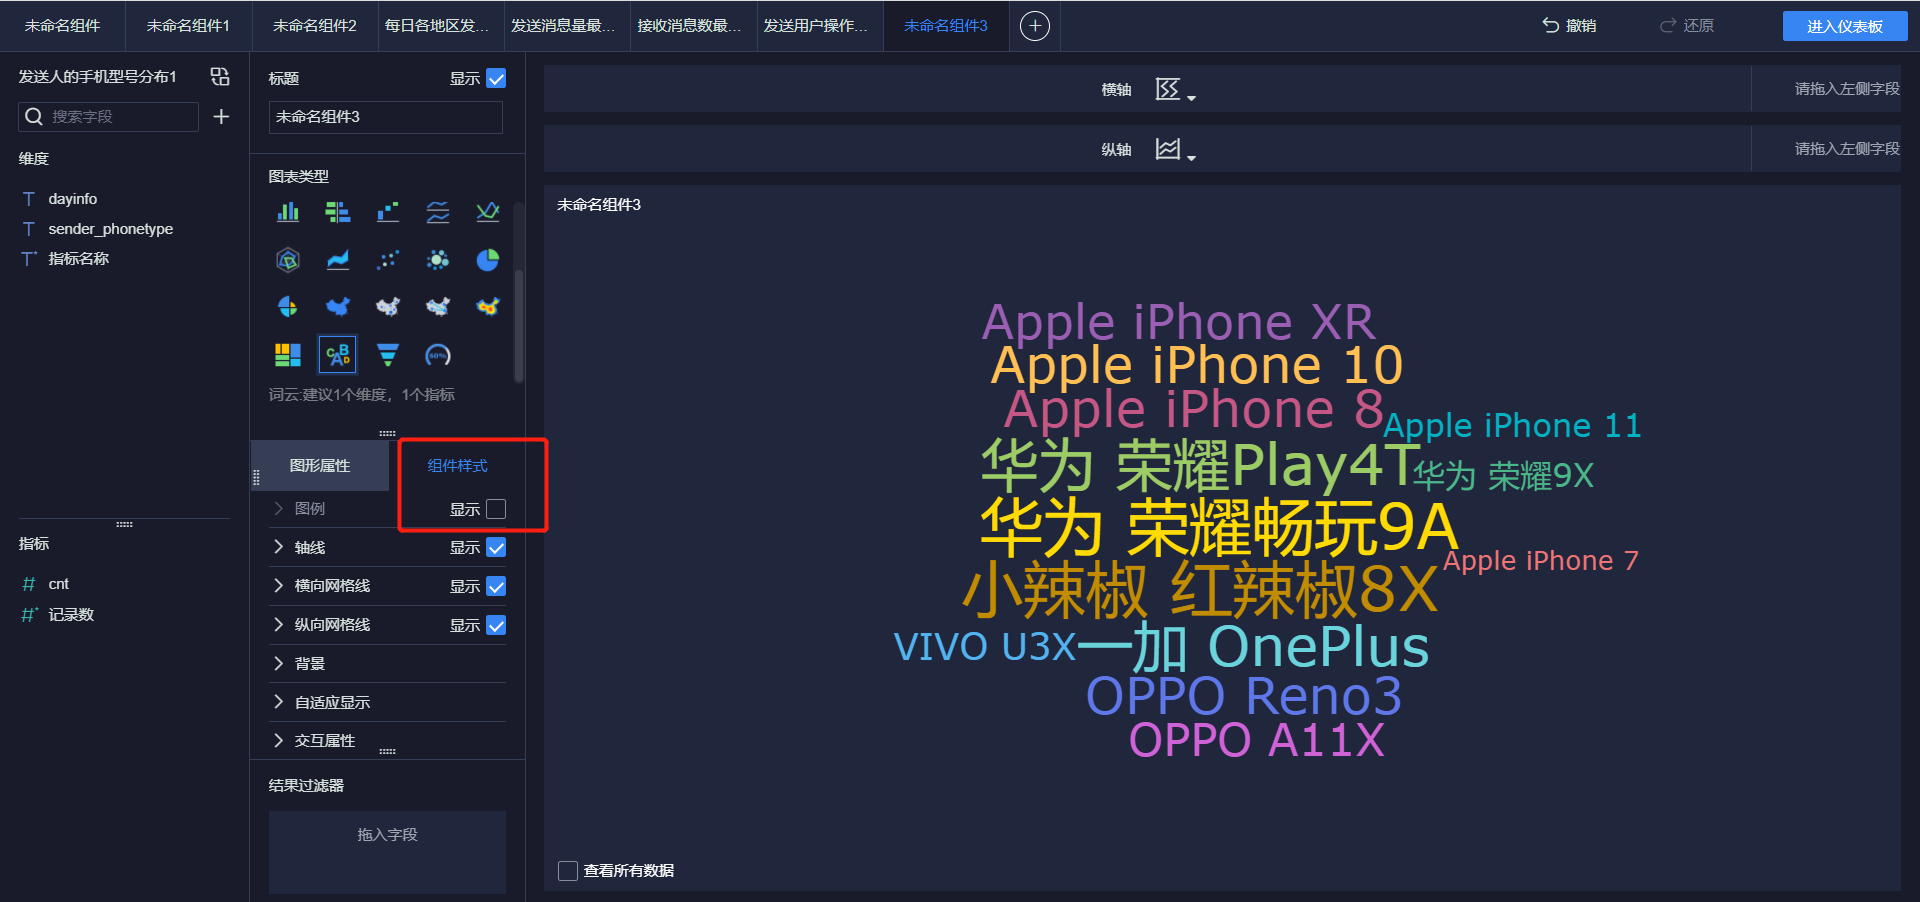 未命名组件
未命名组件1
未命名组件2
每日各地区发...
发送消息量最...
接收消息数最...
发送用户操作...
未命名组件3
撤销
还原
进入仪表板
发送人的手机型号分布1
搜索字段
维度
T dayinfo
T sender_phonetype
T* 指标名称
指标
# cnt
#* 记录数
标题
显示
未命名组件3
图表类型
60%
CABD
词云:建议1个维度，1个指标
图形属性
组件样式
图例 显示
轴线 显示
横向网格线 显示
纵向网格线 显示
背景
自适应显示
交互属性
结果过滤器
拖入字段
横轴
请拖入左侧字段
纵轴
请拖入左侧字段
未命名组件3
Apple iPhone XR
Apple iPhone 10
Apple iPhone 8
Apple iPhone 11
华为 荣耀Play4T
华为 荣耀9X
华为 荣耀畅玩9A
Apple iPhone 7
小辣椒 红辣椒8X
VIVO U3X
一加 OnePlus
OPPO Reno3
OPPO A11X
查看所有数据